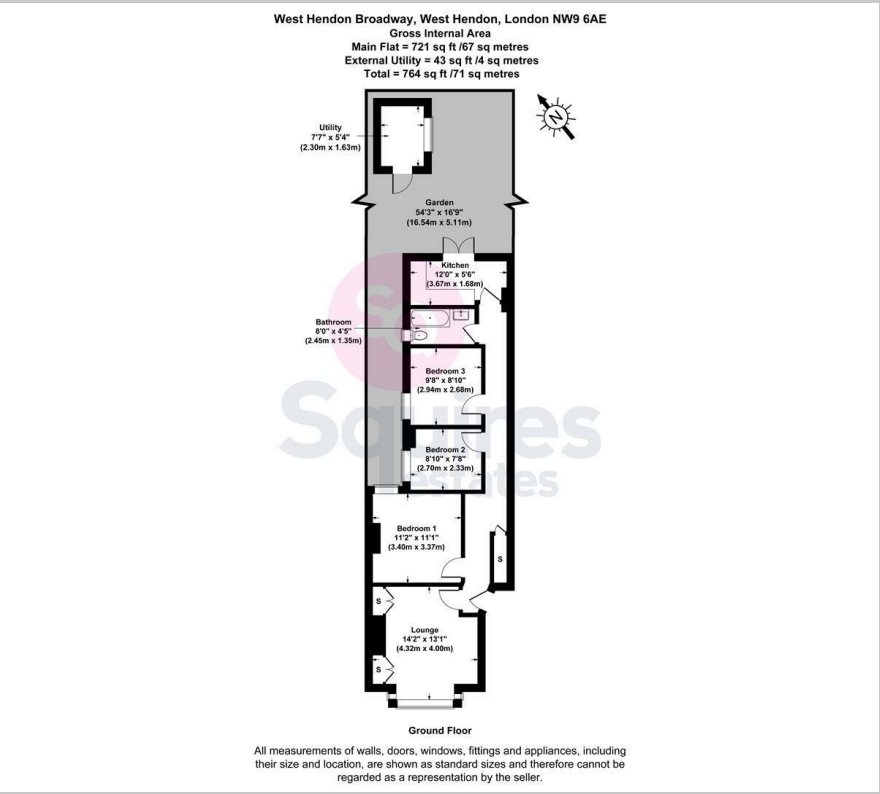 West Hendon Broadway, West Hendon, London NW9 6AE
Gross Internal Area
Main Flat = 721 sq ft /67 sq metres
External Utility = 43 sq ft /4 sq metres
Total = 764 sq ft /71 sq metres
N
Utility
7'7" x 5'4"
(2.30m x 1.63m)
Garden
54'3" x 16'9"
(16.54m x 5.11m)
Kitchen
12'0" x 5'6"
(3.67m x 1.68m)
Bathroom
8'0" x 4'5"
(2.45m x 1.35m)
Bedroom 3
9'8" x 8'10"
(2.94m x 2.68m)
Squires
estates
Bedroom 2
8'10" x 7'8"
(2.70m x 2.33m)
Bedroom 1
11'2" x 11'1"
(3.40m x 3.37m)
S
S
Lounge
14'2" x 13'1"
(4.32m x 4.00m)
S
Ground Floor
All measurements of walls, doors, windows, fittings and appliances, including
their size and location, are shown as standard sizes and therefore cannot be
regarded as a representation by the seller.